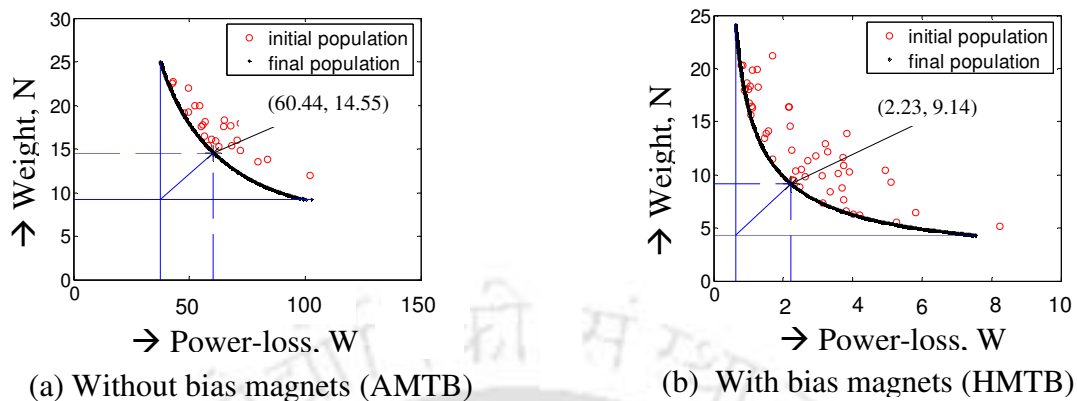 30
25
20
15
10
5
0
0 50 100 150
→ Weight, N
→ Power-loss, W
initial population
final population
(60.44, 14.55)
(a) Without bias magnets (AMTB)
25
20
15
10
5
0
0 2 4 6 8 10
→ Weight, N
→ Power-loss, W
initial population
final population
(2.23, 9.14)
(b) With bias magnets (HMTB)